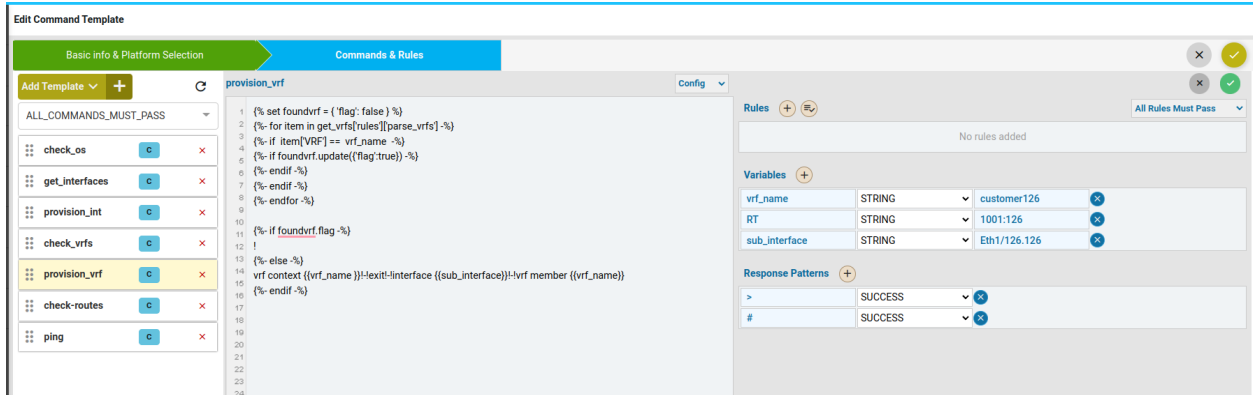 Edit Command Template
Basic info & Platform Selection
Commands & Rules
Add Template
ALL_COMMANDS_MUST_PASS
check_os C
get_interfaces C
provision_int C
check_vrfs C
provision_vrf C
check-routes C
ping C
provision_vrf
Config
1
2
3
4
5
6
7
8
9
10
11
12
13
14
15
16
17
18
19
20
21
22
23
24
{% set foundvrf = { 'flag': false } %}
{%- for item in get_vrfs['rules']['parse_vrfs'] -%}
{%- if item['VRF'] == vrf_name -%}
{%- if foundvrf.update({'flag':true}) -%}
{%- endif -%}
{%- endif -%}
{%- endfor -%}
{%- if foundvrf.flag -%}
!
{%- else -%}
vrf context {{vrf_name }}!-!exit!-!interface {{sub_interface}}!-!vrf member {{vrf_name}}
{%- endif -%}
Rules
All Rules Must Pass
No rules added
Variables
vrf_name STRING customer126
RT STRING 1001:126
sub_interface STRING Eth1/126.126
Response Patterns
> SUCCESS
# SUCCESS